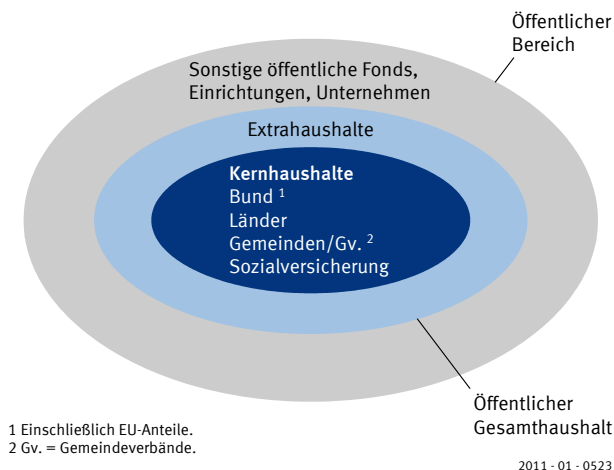 Öffentlicher
Bereich
Sonstige öffentliche Fonds,
Einrichtungen, Unternehmen
Extrahaushalte
Kernhaushalte
Bund ¹
Länder
Gemeinden/Gv. ²
Sozialversicherung
Öffentlicher
Gesamthaushalt
1 Einschließlich EU-Anteile.
2 Gv. = Gemeindeverbände.
2011 - 01 - 0523